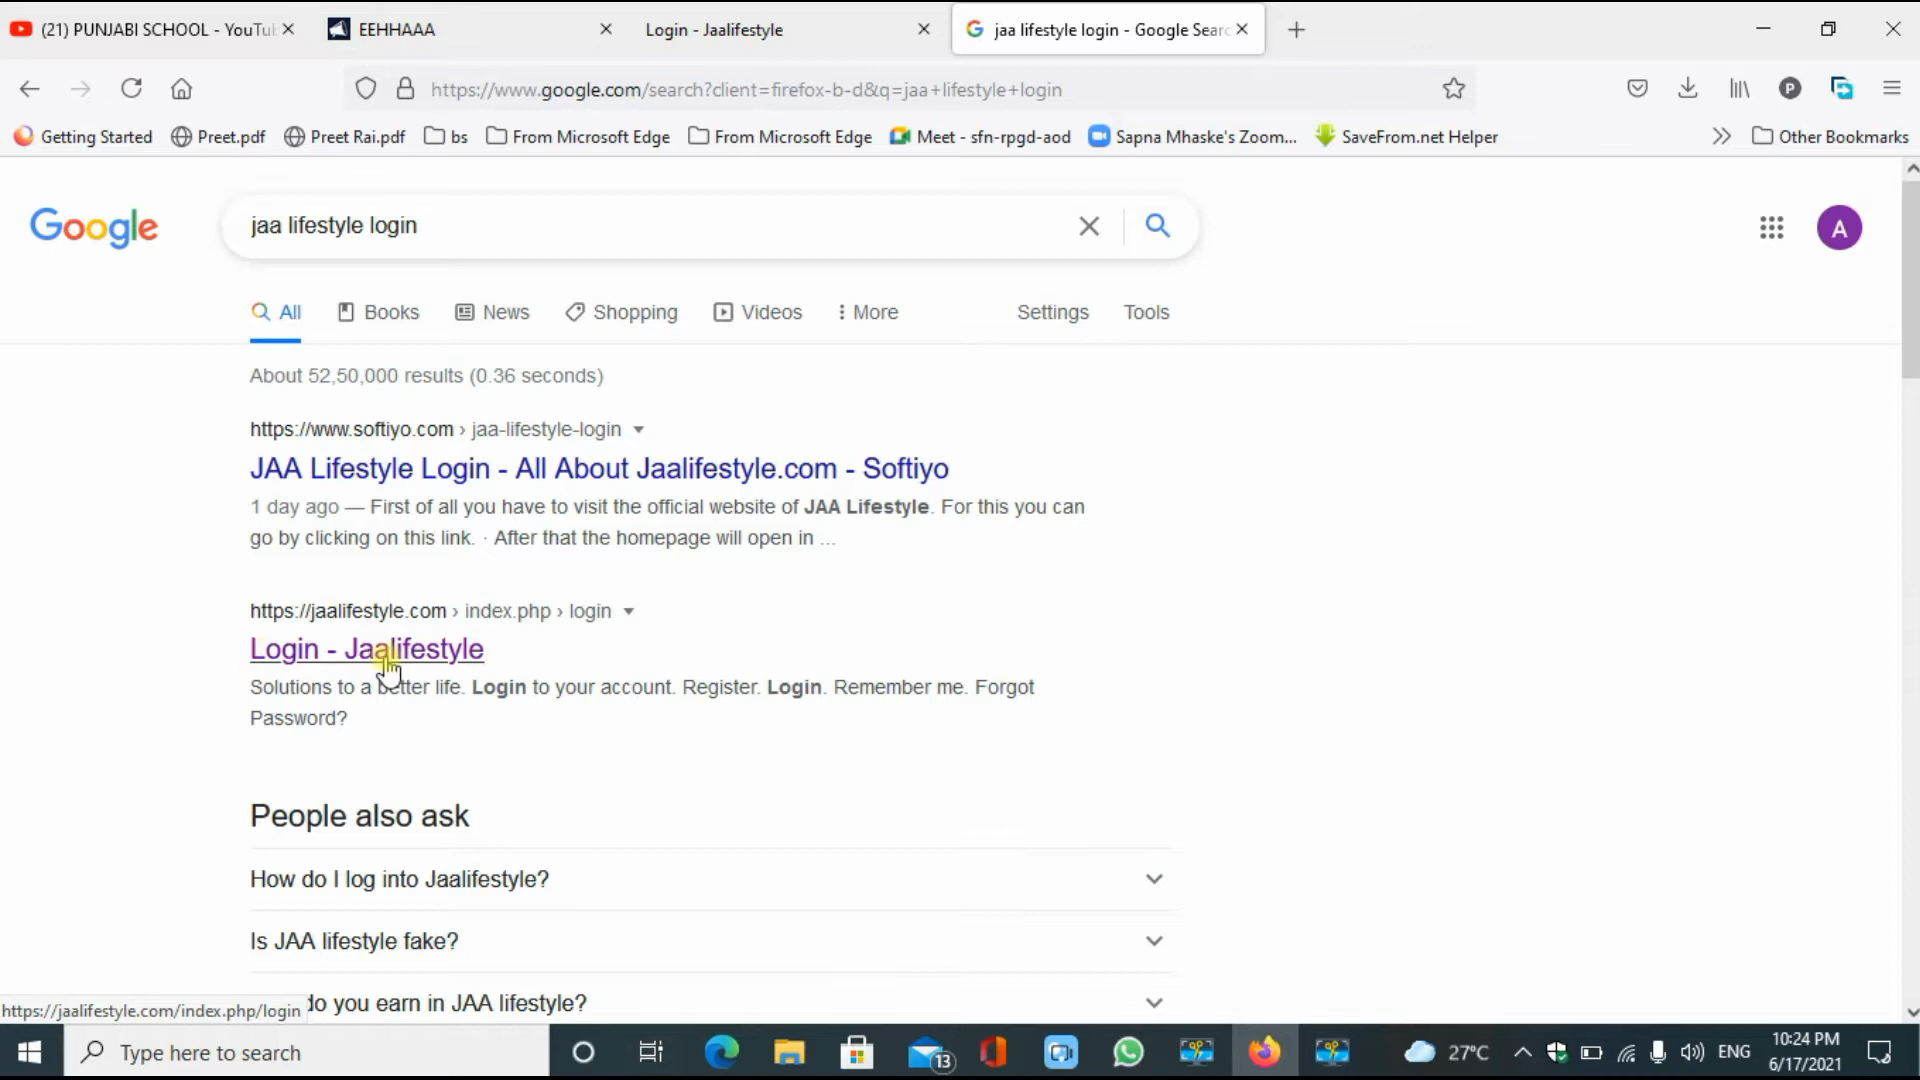 (21) PUNJABI SCHOOL - YouTu
EEHHAAA
Login - Jaalifestyle
jaa lifestyle login - Google Sear
https://www.google.com/search?client=firefox-b-d&q=jaa+lifestyle+login
P
Getting Started
Preet.pdf
Preet Rai.pdf
bs
From Microsoft Edge
From Microsoft Edge
Meet - sfn-rpgd-aod
Sapna Mhaske's Zoom...
SaveFrom.net Helper
Other Bookmarks
Google
jaa lifestyle login
A
All
Books
News
Shopping
Videos
More
Settings
Tools
About 52,50,000 results (0.36 seconds)
https://www.softiyo.com › jaa-lifestyle-login
JAA Lifestyle Login - All About Jaalifestyle.com - Softiyo
1 day ago — First of all you have to visit the official website of JAA Lifestyle. For this you can
go by clicking on this link. · After that the homepage will open in ...
https://jaalifestyle.com › index.php › login
Login - Jaalifestyle
Solutions to a better life. Login to your account. Register. Login. Remember me. Forgot
Password?
People also ask
How do I log into Jaalifestyle?
Is JAA lifestyle fake?
do you earn in JAA lifestyle?
https://jaalifestyle.com/index.php/login
Type here to search
13
27°C
ENG
10:24 PM
6/17/2021